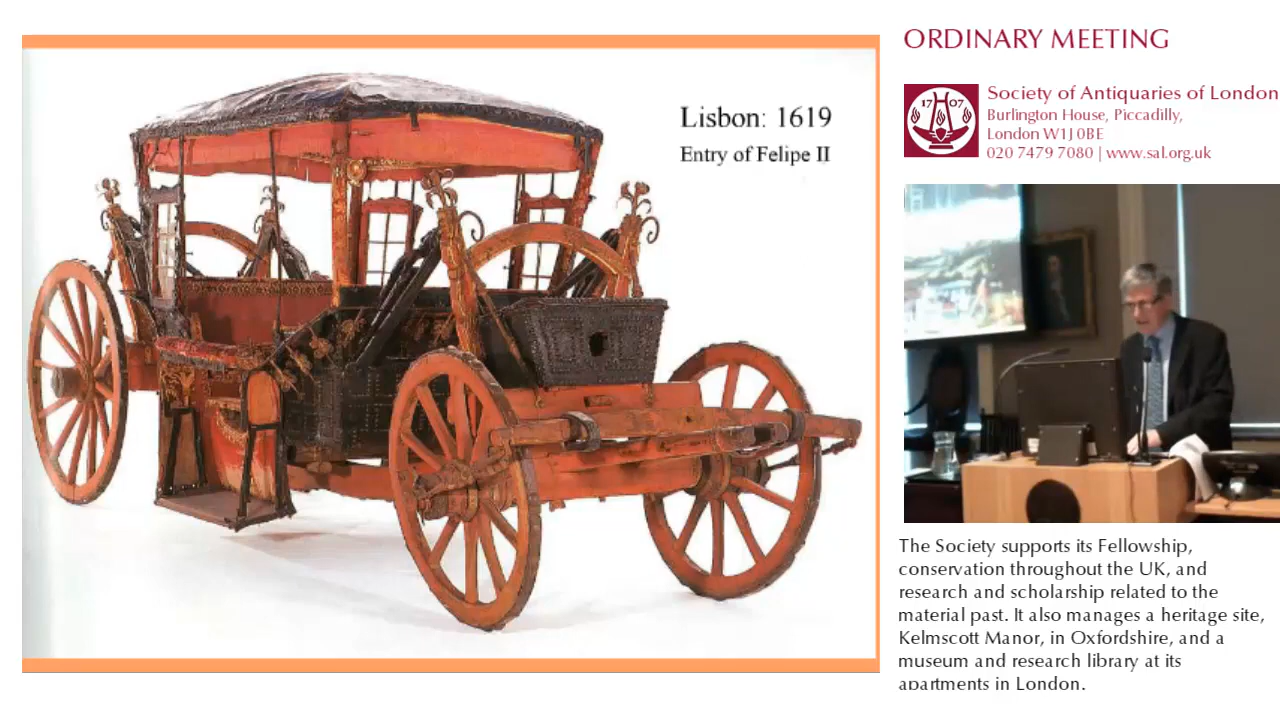 Lisbon: 1619
Entry of Felipe II
ORDINARY MEETING
1707
Society of Antiquaries of London
Burlington House, Piccadilly,
London W1J 0BE
020 7479 7080 | www.sal.org.uk
The Society supports its Fellowship,
conservation throughout the UK, and
research and scholarship related to the
material past. It also manages a heritage site,
Kelmscott Manor, in Oxfordshire, and a
museum and research library at its
apartments in London.